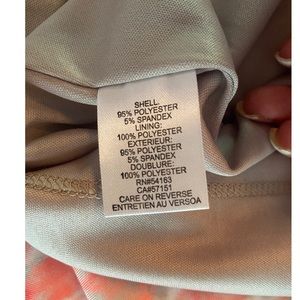 SHELL:
95% POLYESTER
5% SPANDEX
LINING:
100% POLYESTER
EXTERIEUR:
95% POLYESTER
5% SPANDEX
DOUBLURE:
100% POLYESTER
RN#54163
CA#57151
CARE ON REVERSE
ENTRETIEN AU VERSOA